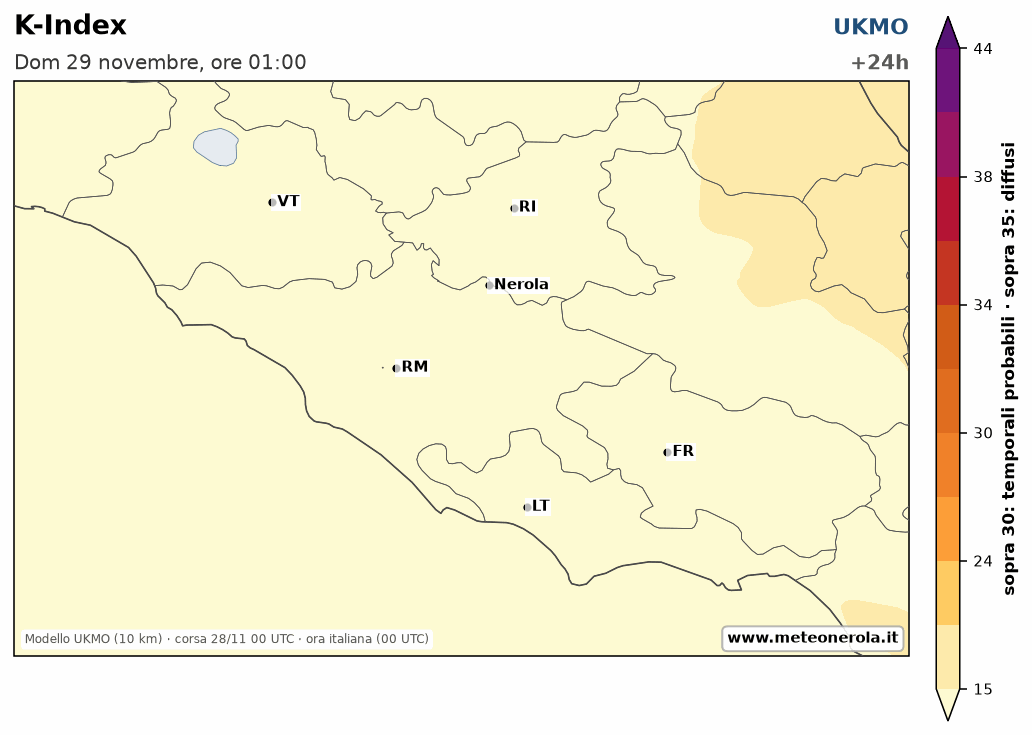 K-Index
UKMO
Dom 29 novembre, ore 01:00
+24h
44
38
34
30
24
15
sopra 30: temporali probabili · sopra 35: diffusi
VT
RI
Nerola
RM
FR
LT
Modello UKMO (10 km) · corsa 28/11 00 UTC · ora italiana (00 UTC)
www.meteonerola.it